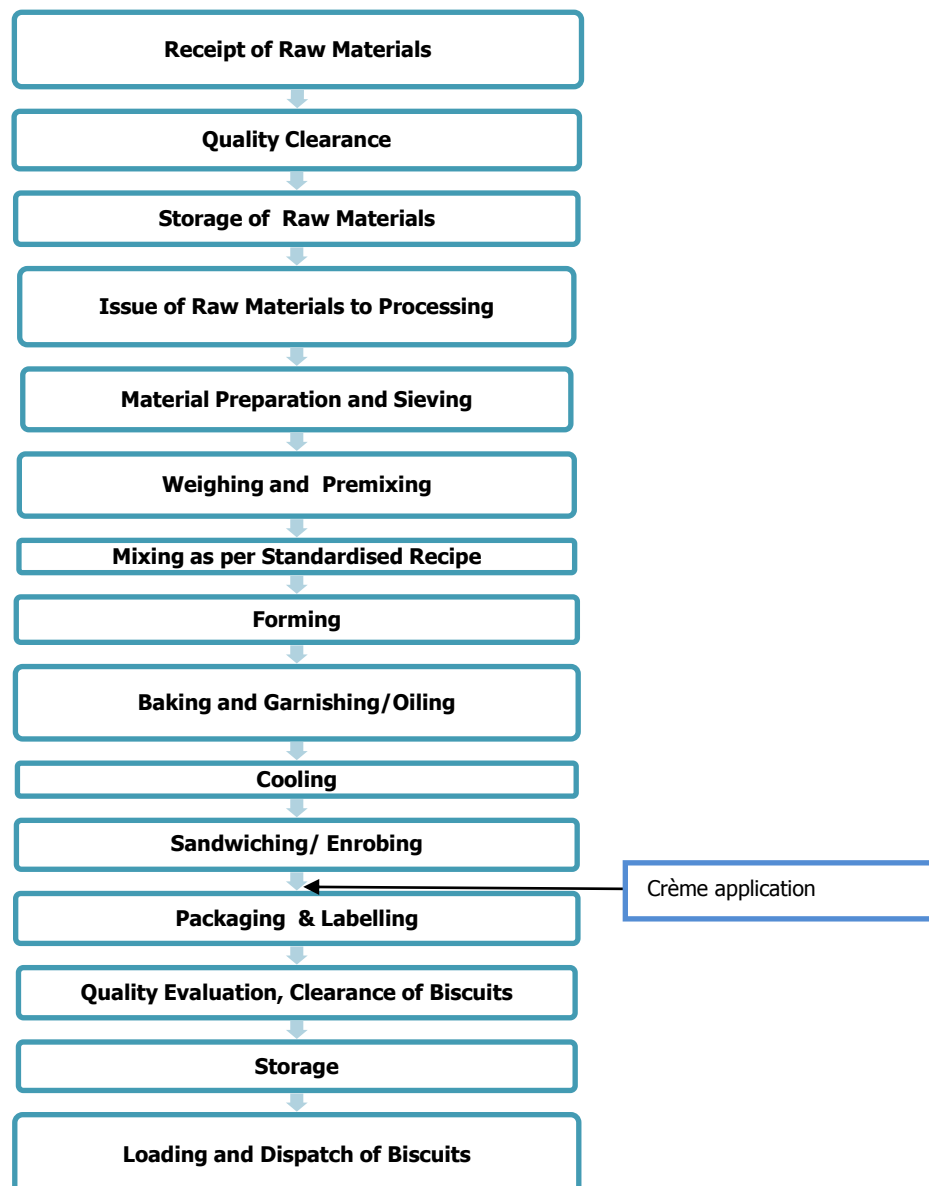 Receipt of Raw Materials
Quality Clearance
Storage of  Raw Materials
Issue of Raw Materials to Processing
Material Preparation and Sieving
Weighing and  Premixing
Mixing as per Standardised Recipe
Forming
Baking and Garnishing/Oiling
Cooling
Sandwiching/ Enrobing
Crème application
Packaging  & Labelling
Quality Evaluation, Clearance of Biscuits
Storage
Loading and Dispatch of Biscuits